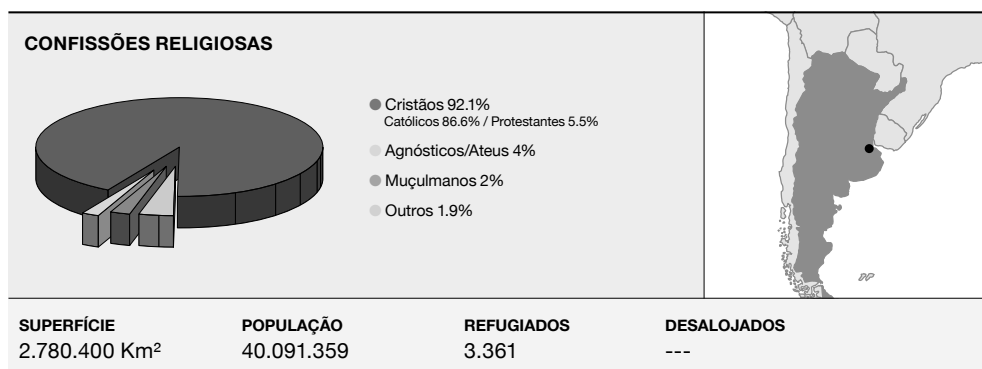 CONFISSÕES RELIGIOSAS
Cristãos 92.1%
Católicos 86.6% / Protestantes 5.5%
Agnósticos/Ateus 4%
Muçulmanos 2%
Outros 1.9%
SUPERFÍCIE
2.780.400 Km²
POPULAÇÃO
40.091.359
REFUGIADOS
3.361
DESALOJADOS
---